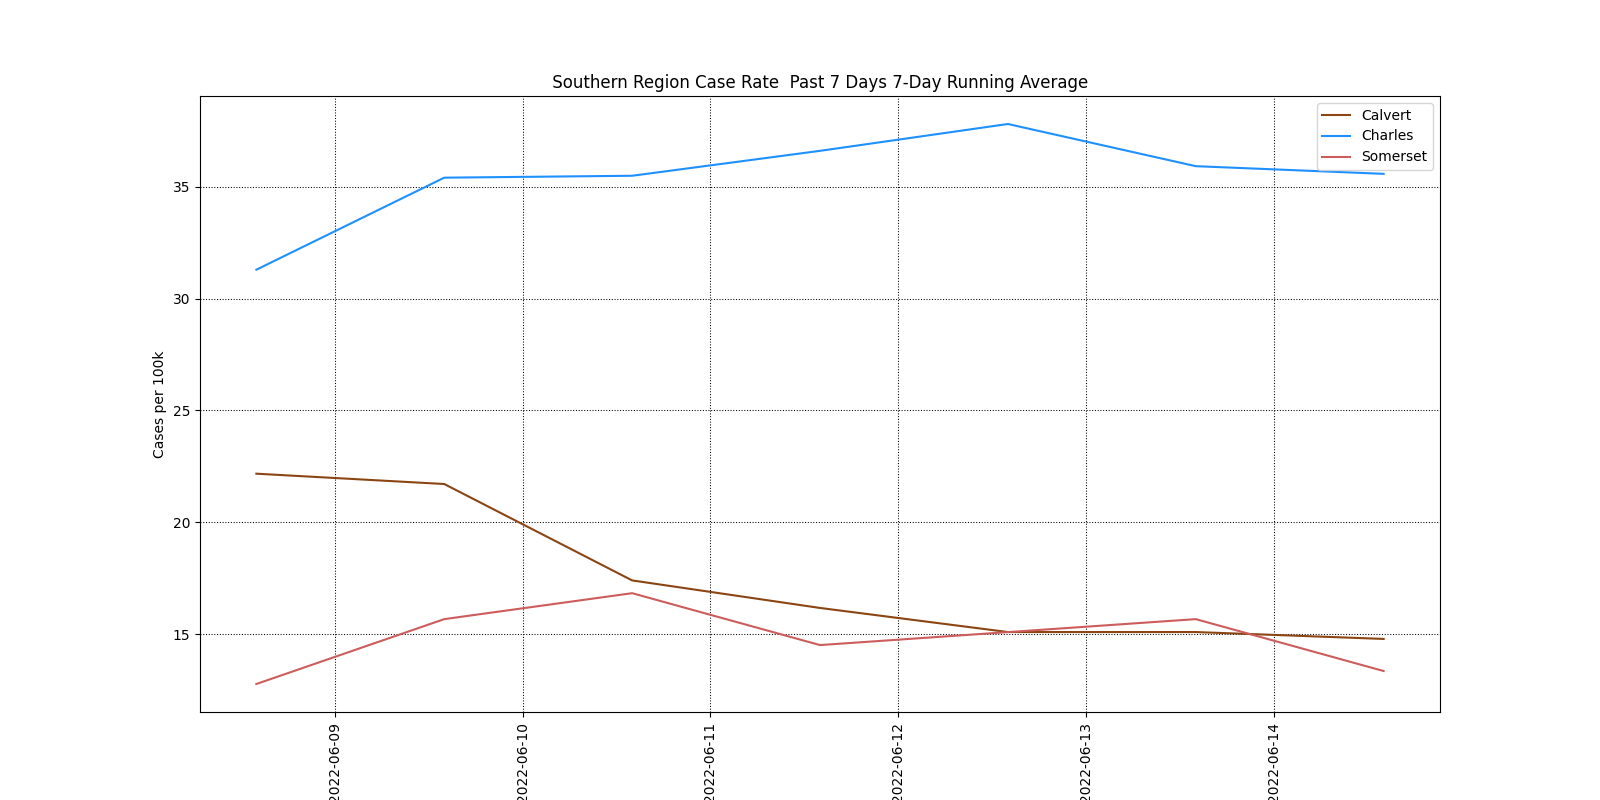 Southern Region Case Rate  Past 7 Days 7-Day Running Average
Calvert
Charles
Somerset
Cases per 100k
35
30
25
20
15
2022-06-09
2022-06-10
2022-06-11
2022-06-12
2022-06-13
2022-06-14